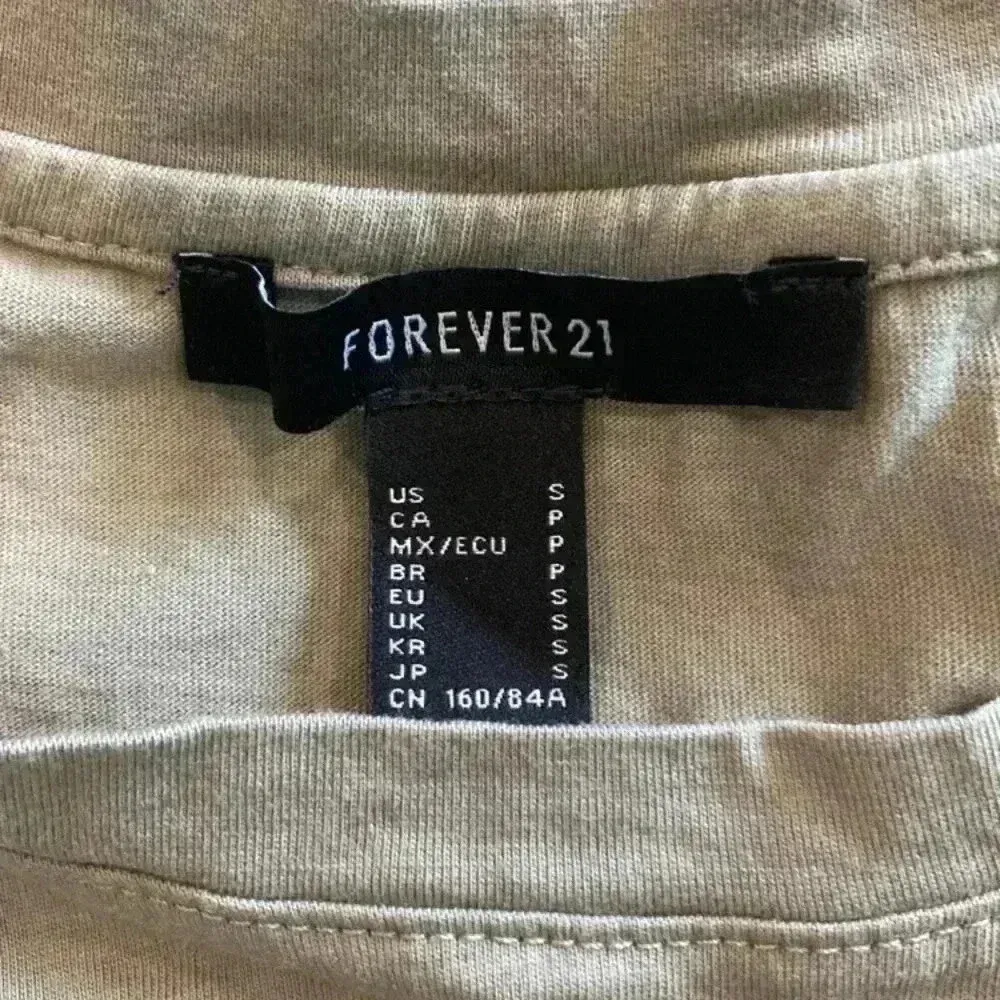 FOREVER 21
US S
CA P
MX/ECU P
BR P
EU S
UK S
KR S
JP S
CN 160/84A